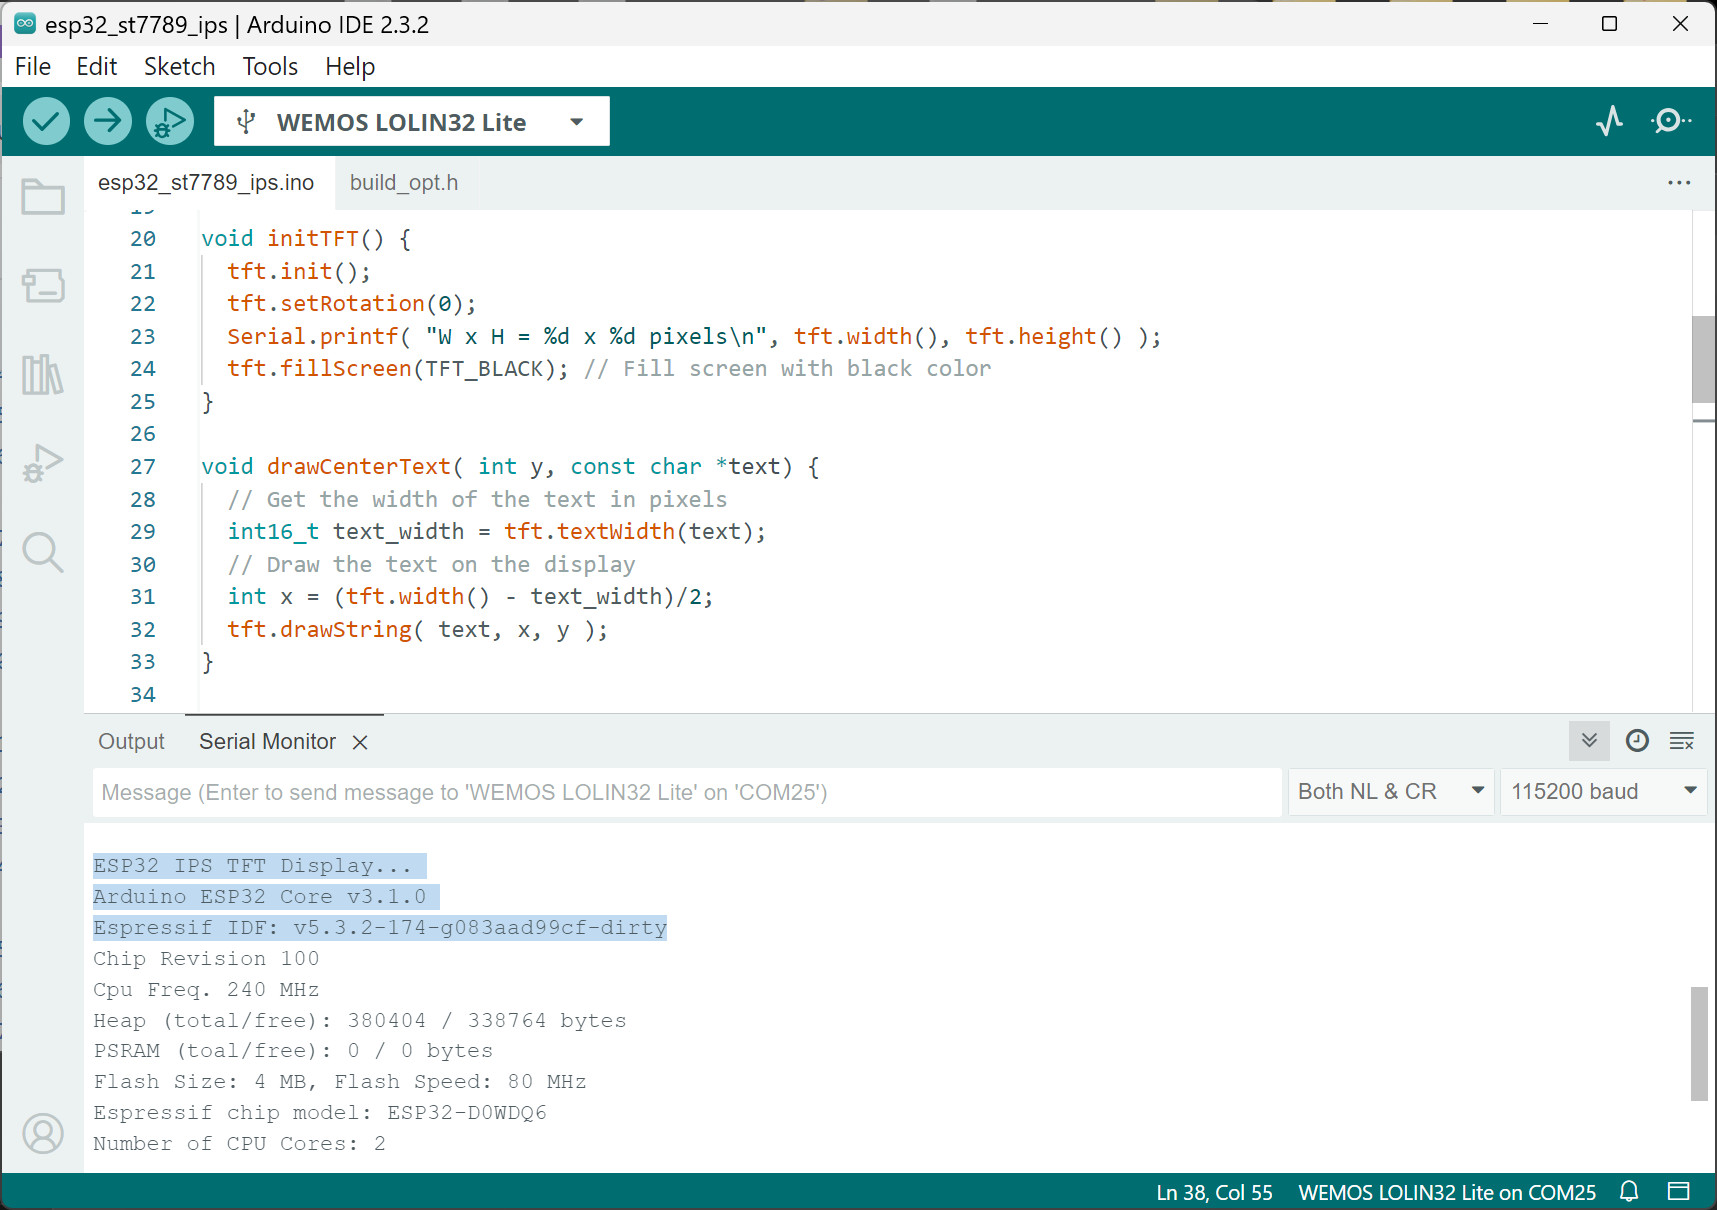 esp32_st7789_ips | Arduino IDE 2.3.2
File Edit Sketch Tools Help
WEMOS LOLIN32 Lite
esp32_st7789_ips.ino build_opt.h
19
20 void initTFT() {
21 tft.init();
22 tft.setRotation(0);
23 Serial.printf( "W x H = %d x %d pixels\n", tft.width(), tft.height() );
24 tft.fillScreen(TFT_BLACK); // Fill screen with black color
25 }
26
27 void drawCenterText( int y, const char *text) {
28 // Get the width of the text in pixels
29 int16_t text_width = tft.textWidth(text);
30 // Draw the text on the display
31 int x = (tft.width() - text_width)/2;
32 tft.drawString( text, x, y );
33 }
34
Output Serial Monitor
Message (Enter to send message to 'WEMOS LOLIN32 Lite' on 'COM25') Both NL & CR 115200 baud
ESP32 IPS TFT Display...
Arduino ESP32 Core v3.1.0
Espressif IDF: v5.3.2-174-g083aad99cf-dirty
Chip Revision 100
Cpu Freq. 240 MHz
Heap (total/free): 380404 / 338764 bytes
PSRAM (toal/free): 0 / 0 bytes
Flash Size: 4 MB, Flash Speed: 80 MHz
Espressif chip model: ESP32-D0WDQ6
Number of CPU Cores: 2
Ln 38, Col 55 WEMOS LOLIN32 Lite on COM25